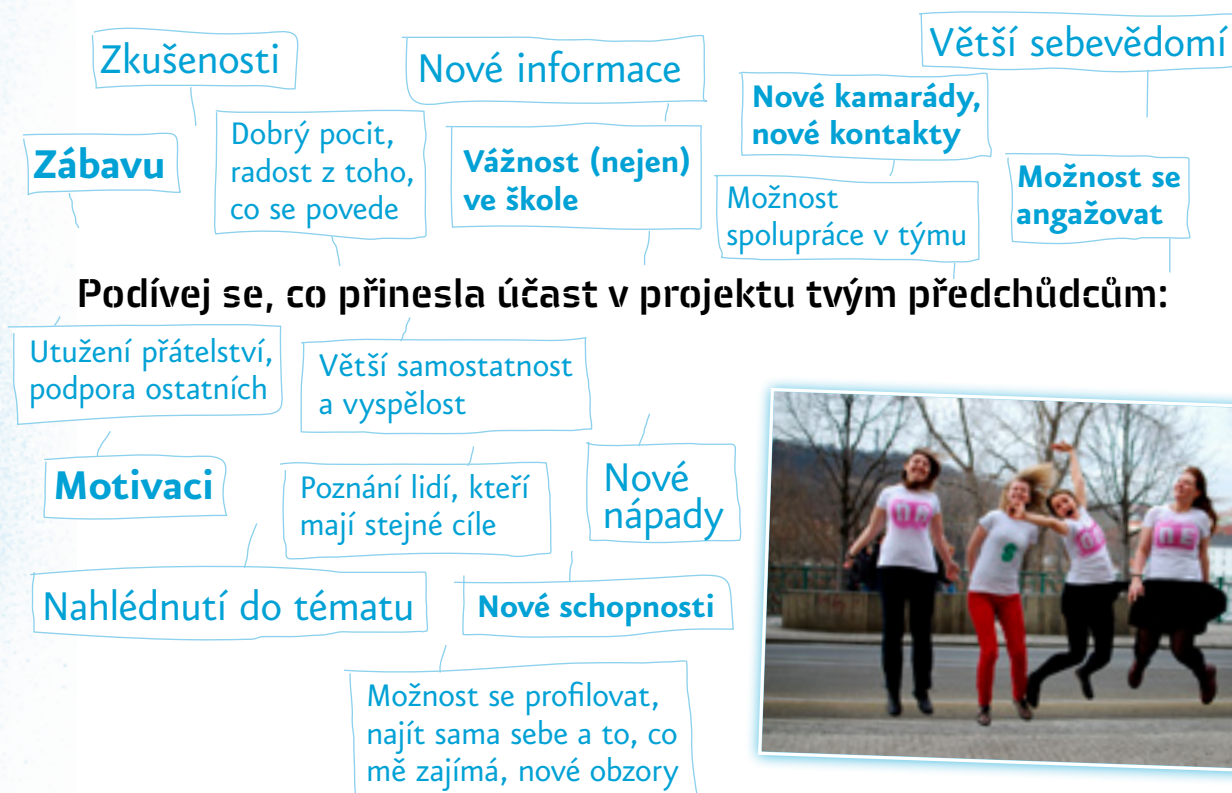 Zkušenosti
Nové informace
Větší sebevědomí
Zábavu
Dobrý pocit,
radost z toho,
co se povede
Vážnost (nejen)
ve škole
Nové kamarády,
nové kontakty
Možnost
spolupráce v týmu
Možnost se
angažovat
Podívej se, co přinesla účast v projektu tvým předchůdcům:
Utužení přátelství,
podpora ostatních
Větší samostatnost
a vyspělost
Motivaci
Poznání lidí, kteří
mají stejné cíle
Nové
nápady
Nahlédnutí do tématu
Nové schopnosti
Možnost se profilovat,
najít sama sebe a to, co
mě zajímá, nové obzory